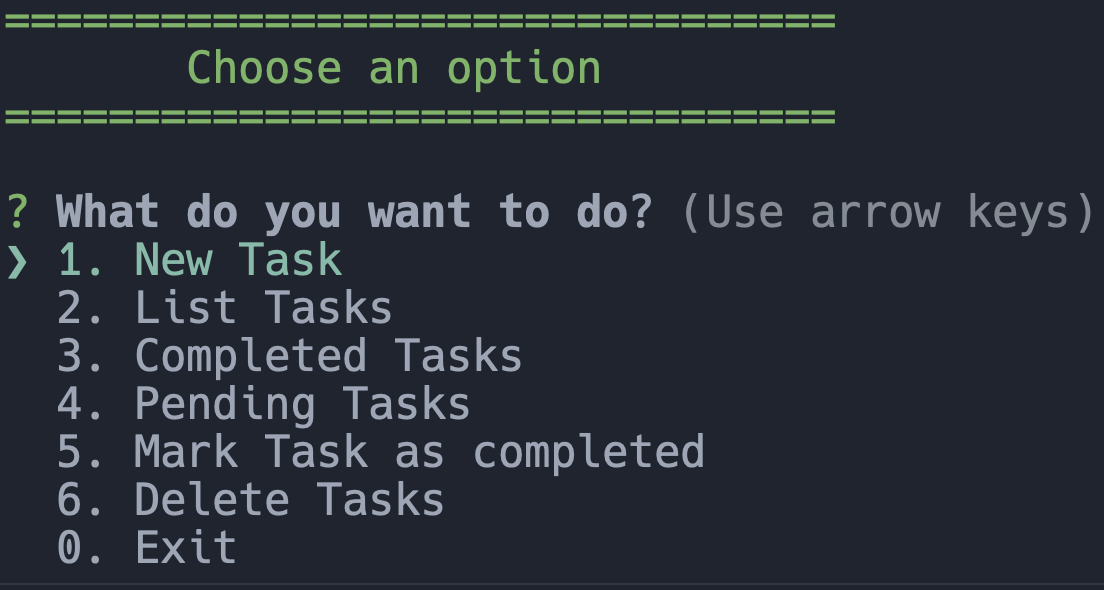 ================================
Choose an option
================================
? What do you want to do? (Use arrow keys)
❯ 1. New Task
2. List Tasks
3. Completed Tasks
4. Pending Tasks
5. Mark Task as completed
6. Delete Tasks
0. Exit